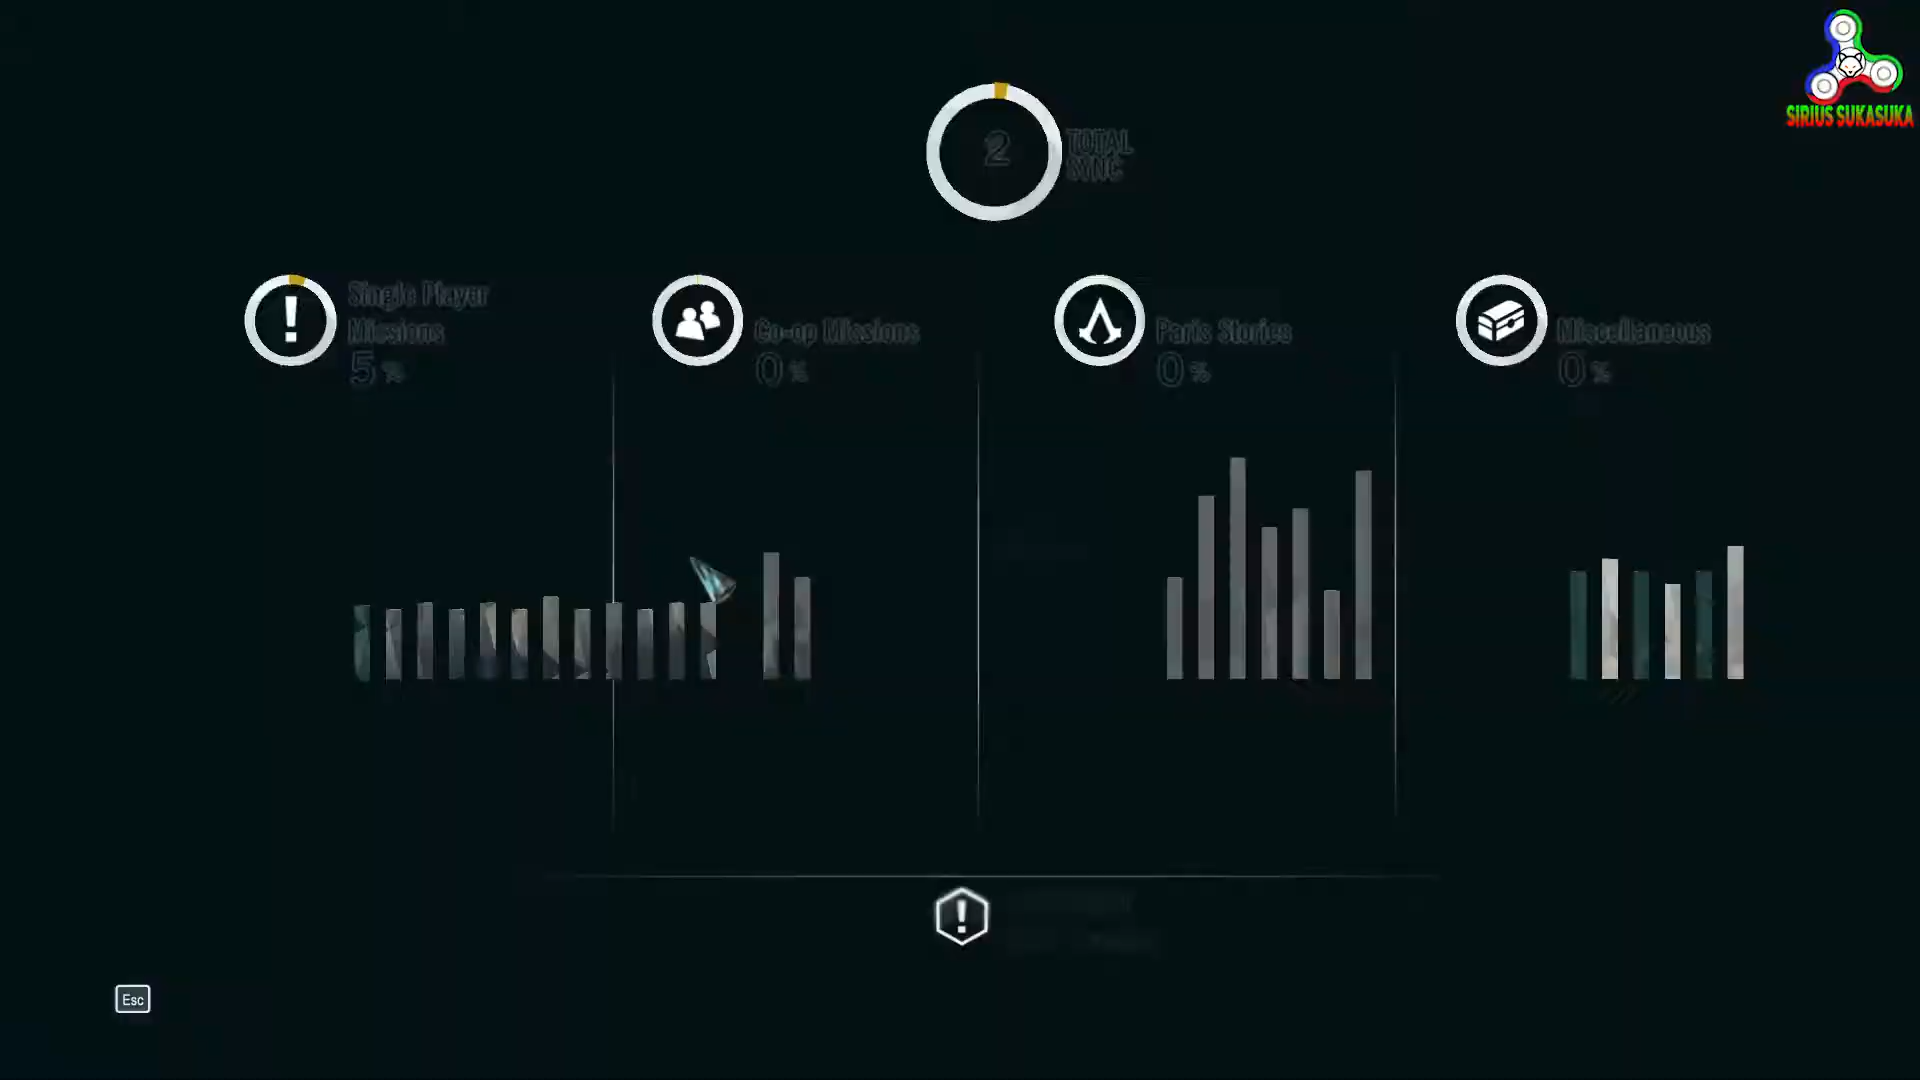 SIRIUS SUKASUKA
2
TOTAL
SYNC
Single Player
Missions
5 %
Co-op Missions
0 %
Paris Stories
0 %
Miscellaneous
0 %
Esc